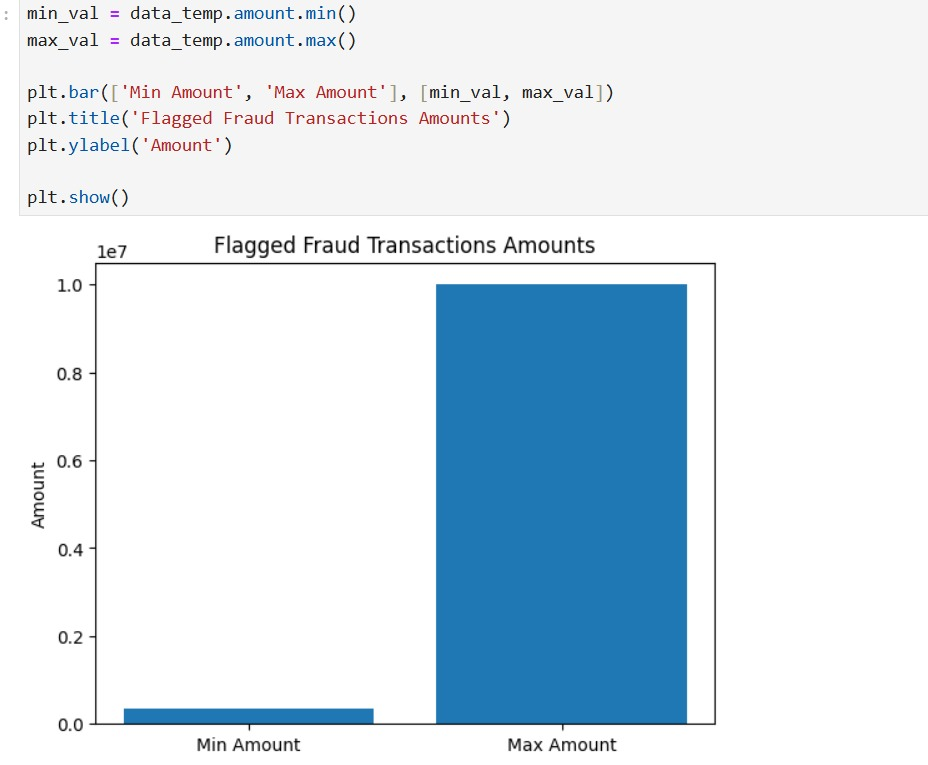 :
min_val = data_temp.amount.min()
max_val = data_temp.amount.max()
plt.bar(['Min Amount', 'Max Amount'], [min_val, max_val])
plt.title('Flagged Fraud Transactions Amounts')
plt.ylabel('Amount')
plt.show()
Flagged Fraud Transactions Amounts
1e7
1.0
0.8
0.6
0.4
0.2
0.0
Amount
Min Amount
Max Amount